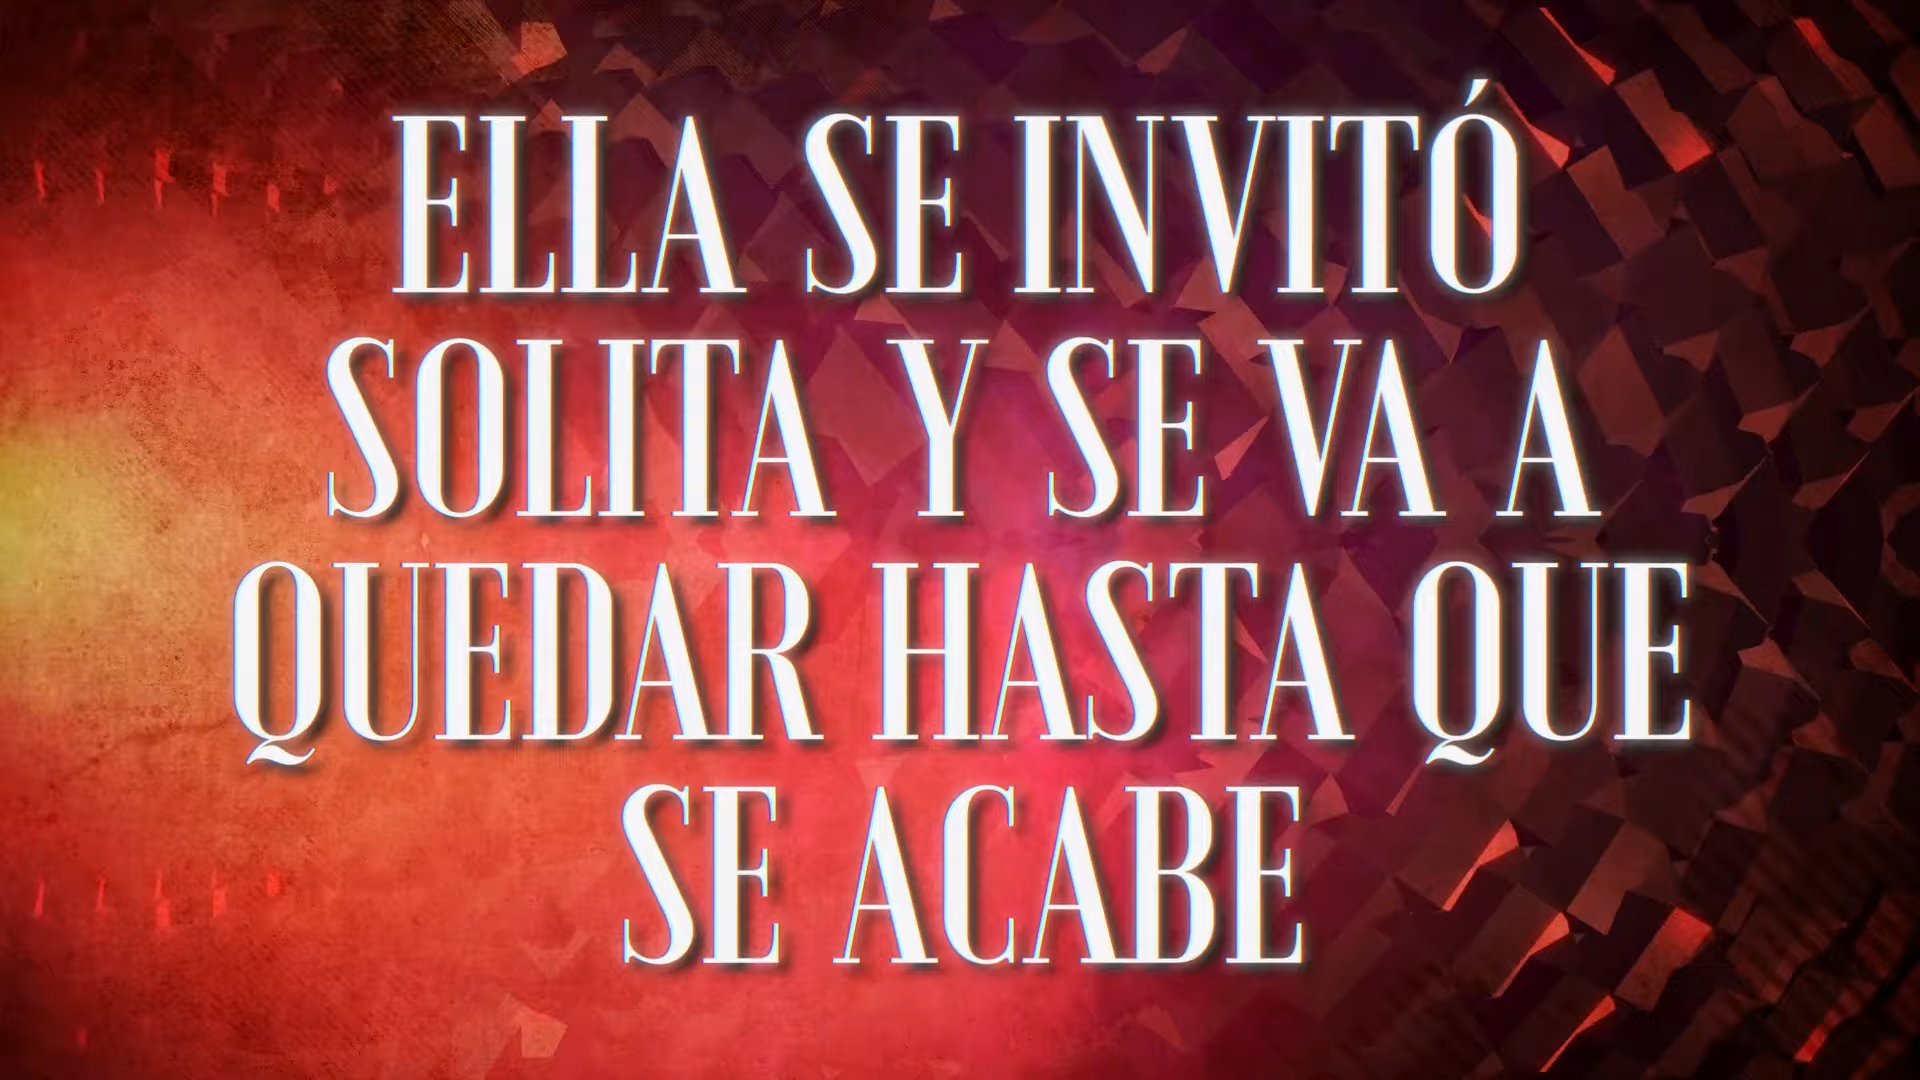 ELLA SE INVITÓ
SOLITA Y SE VA A
QUEDAR HASTA QUE
SE ACABE